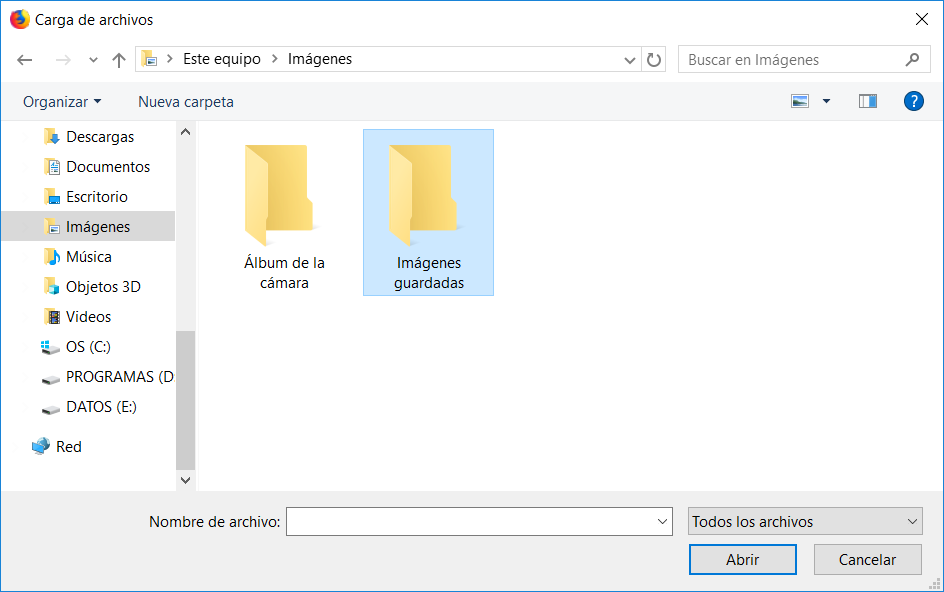 Carga de archivos
Este equipo > Imágenes
Buscar en Imágenes
Organizar
Nueva carpeta
?
Descargas
Documentos
Escritorio
Imágenes
Música
Objetos 3D
Videos
OS (C:)
PROGRAMAS (D:
DATOS (E:)
Red
Álbum de la
cámara
Imágenes
guardadas
Nombre de archivo:
Todos los archivos
Abrir
Cancelar